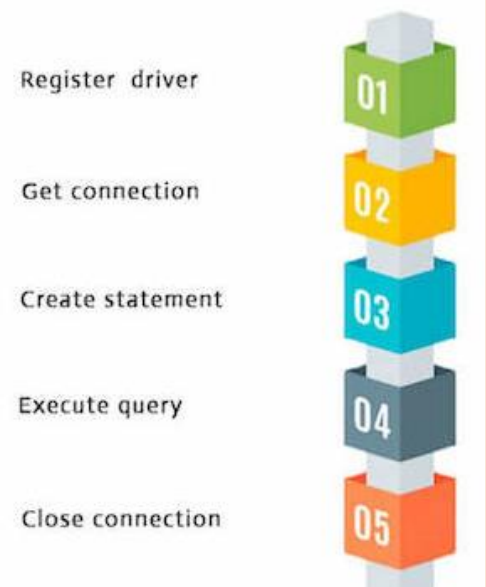 Register driver
01
Get connection
02
Create statement
03
Execute query
04
Close connection
05